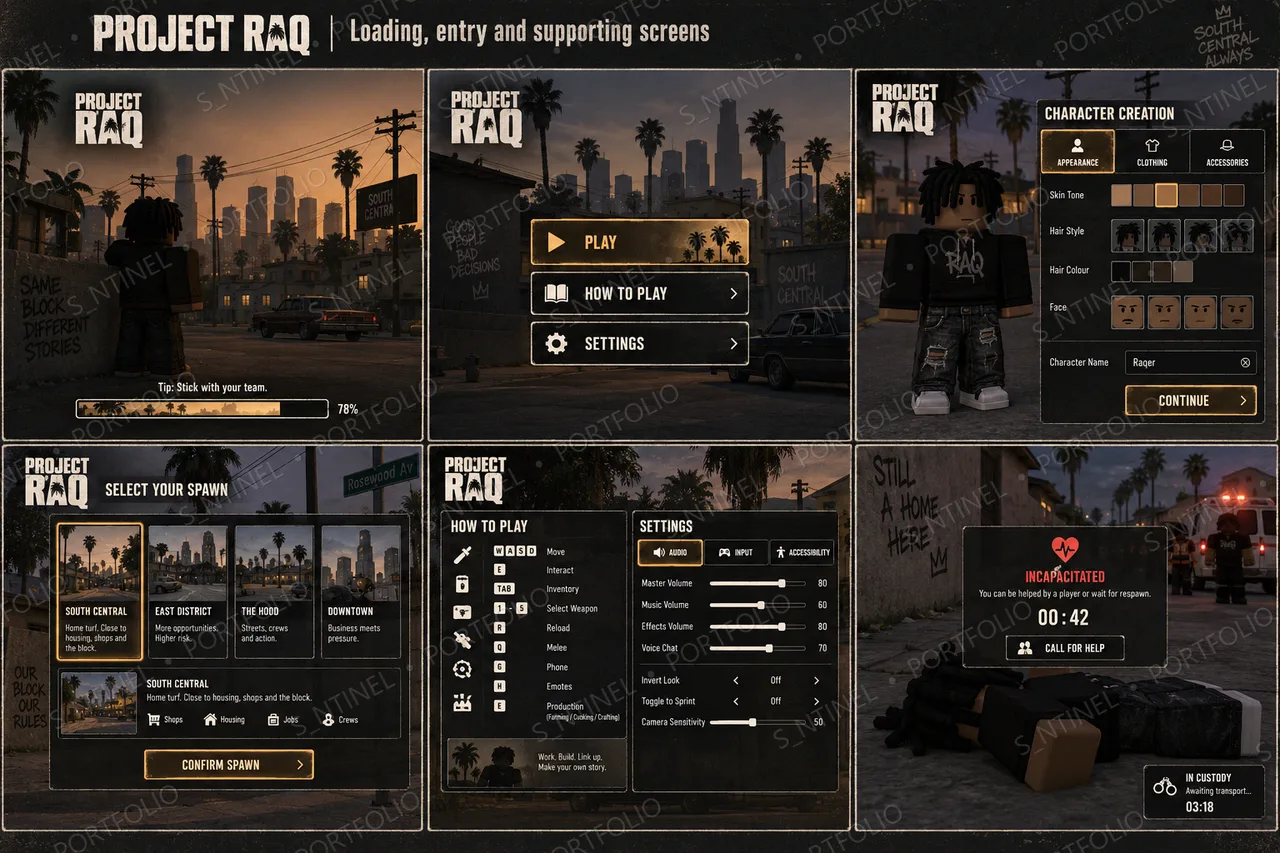 PROJECT RAQ
Loading, entry and supporting screens
SOUTH
CENTRAL
ALWAYS
PROJECT
RAQ
SOUTH
CENTRAL
SAME
BLOCK
DIFFERENT
STORIES
Tip: Stick with your team.
78%
PROJECT
RAQ
GOOD
PEOPLE
BAD
DECISIONS
SOUTH
CENTRAL
PLAY
HOW TO PLAY
SETTINGS
PROJECT
RAQ
RAQ
CHARACTER CREATION
APPEARANCE
CLOTHING
ACCESSORIES
Skin Tone
Hair Style
Hair Colour
Face
Character Name
Raqer
CONTINUE
PROJECT
RAQ
SELECT YOUR SPAWN
Rosewood Av
SOUTH CENTRAL
Home turf. Close to
housing, shops and
the block.
EAST DISTRICT
More opportunities.
Higher risk.
THE HOOD
Streets, crews
and action.
DOWNTOWN
Business meets
pressure.
OUR
BLOCK
OUR
RULES
SOUTH CENTRAL
Home turf. Close to housing, shops and the block.
Shops
Housing
Jobs
Crews
CONFIRM SPAWN
PROJECT
RAQ
HOW TO PLAY
W A S D Move
E Interact
TAB Inventory
1 - 5 Select Weapon
R Reload
Q Melee
G Phone
H Emotes
E Production
(Farming / Cooking / Crafting)
Work. Build. Link up.
Make your own story.
SETTINGS
AUDIO
INPUT
ACCESSIBILITY
Master Volume 80
Music Volume 60
Effects Volume 80
Voice Chat 70
Invert Look < Off >
Toggle to Sprint < Off >
Camera Sensitivity 50
STILL
A HOME
HERE
INCAPACITATED
You can be helped by a player or wait for respawn.
00:42
CALL FOR HELP
IN CUSTODY
Awaiting transport...
03:18
S_NTINEL
PORTFOLIO